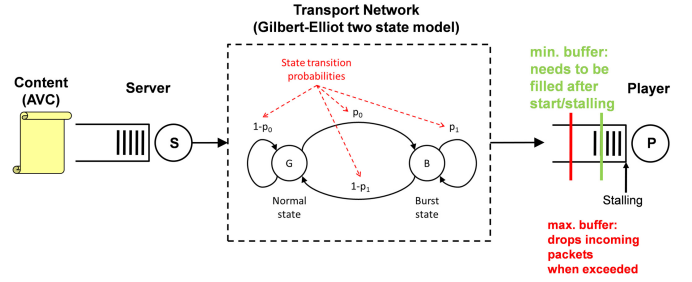 Transport Network
(Gilbert-Elliot two state model)
Content
(AVC)
Server
S
State transition
probabilities
1-p0
p0
p1
G
B
1-p1
Normal
state
Burst
state
min. buffer:
needs to be
filled after
start/stalling
Player
P
Stalling
max. buffer:
drops incoming
packets
when exceeded